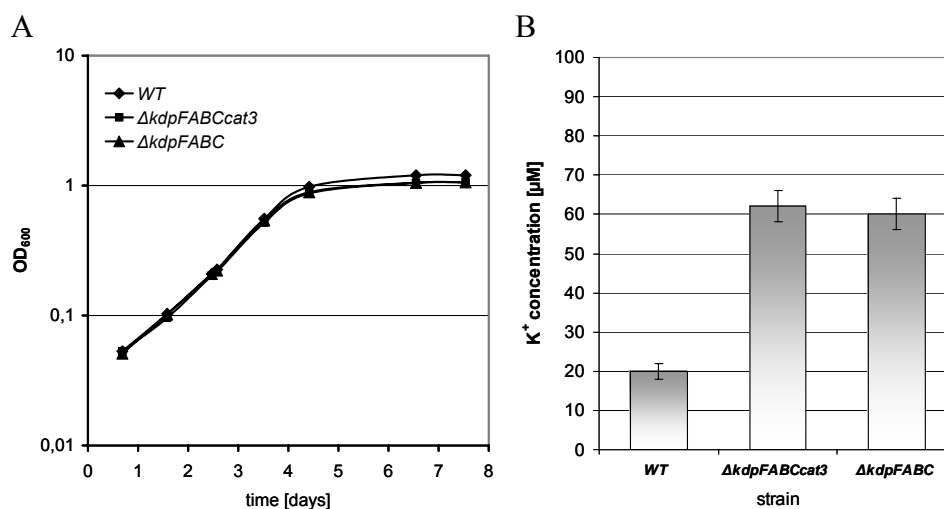 A
10
1
0,1
0,01
OD600
WT
ΔkdpFABCcat3
ΔkdpFABC
0 1 2 3 4 5 6 7 8
time [days]
B
100
90
80
70
60
50
40
30
20
10
0
K+ concentration [µM]
WT ΔkdpFABCcat3 ΔkdpFABC
strain